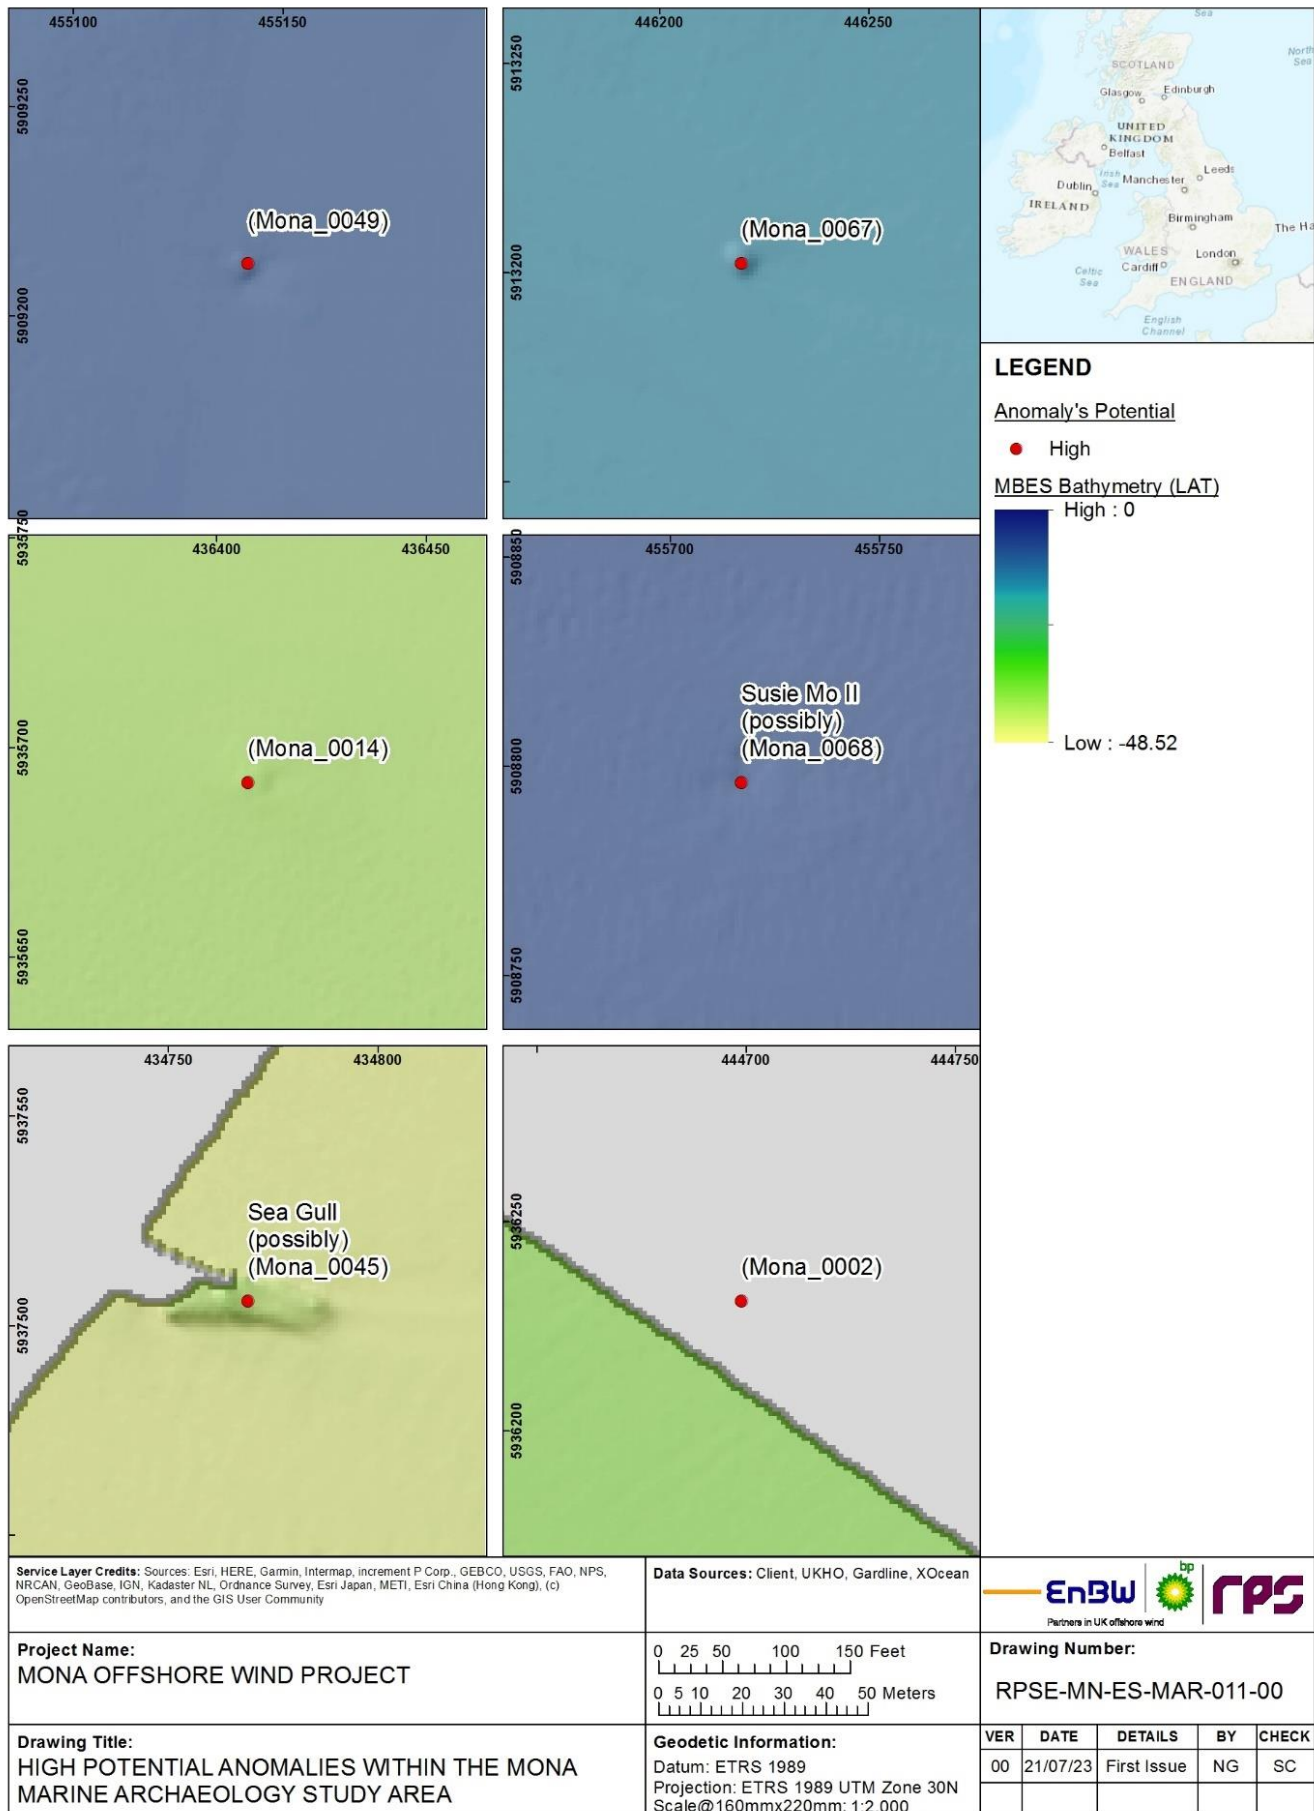 455100
455150
5909250
5909200
(Mona_0049)
446200
446250
5913250
5913200
(Mona_0067)
436400
436450
5935750
5935700
5935650
(Mona_0014)
455700
455750
5908850
5908800
5908750
Susie Mo II
(possibly)
(Mona_0068)
434750
434800
5937550
5937500
Sea Gull
(possibly)
(Mona_0045)
444700
444750
5936250
5936200
(Mona_0002)
Sea
North
Sea
SCOTLAND
Glasgow
Edinburgh
UNITED
KINGDOM
Belfast
Leeds
Irish
Sea
Dublin
Manchester
IRELAND
Birmingham
The Ha
WALES
London
Cardiff
Celtic
Sea
ENGLAND
English
Channel
LEGEND
Anomaly's Potential
High
MBES Bathymetry (LAT)
High : 0
Low : -48.52
Service Layer Credits: Sources: Esri, HERE, Garmin, Intermap, increment P Corp., GEBCO, USGS, FAO, NPS,
NRCAN, GeoBase, IGN, Kadaster NL, Ordnance Survey, Esri Japan, METI, Esri China (Hong Kong), (c)
OpenStreetMap contributors, and the GIS User Community
Data Sources: Client, UKHO, Gardline, XOcean
EnBW
Partners in UK offshore wind
bp
rps
Project Name:
MONA OFFSHORE WIND PROJECT
0 25 50 100 150 Feet
0 5 10 20 30 40 50 Meters
Drawing Number:
RPSE-MN-ES-MAR-011-00
Drawing Title:
HIGH POTENTIAL ANOMALIES WITHIN THE MONA
MARINE ARCHAEOLOGY STUDY AREA
Geodetic Information:
Datum: ETRS 1989
Projection: ETRS 1989 UTM Zone 30N
Scale@160mmx220mm: 1:2,000
VER DATE DETAILS BY CHECK
00 21/07/23 First Issue NG SC